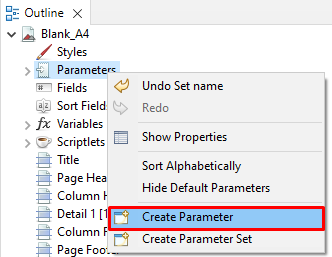 Outline
Blank_A4
Styles
Parameters
Fields
Sort Fields
Variables
Scriptlets
Title
Page Hea
Column H
Detail 1 [1
Column F
Page Footer
Undo Set name
Redo
Show Properties
Sort Alphabetically
Hide Default Parameters
Create Parameter
Create Parameter Set